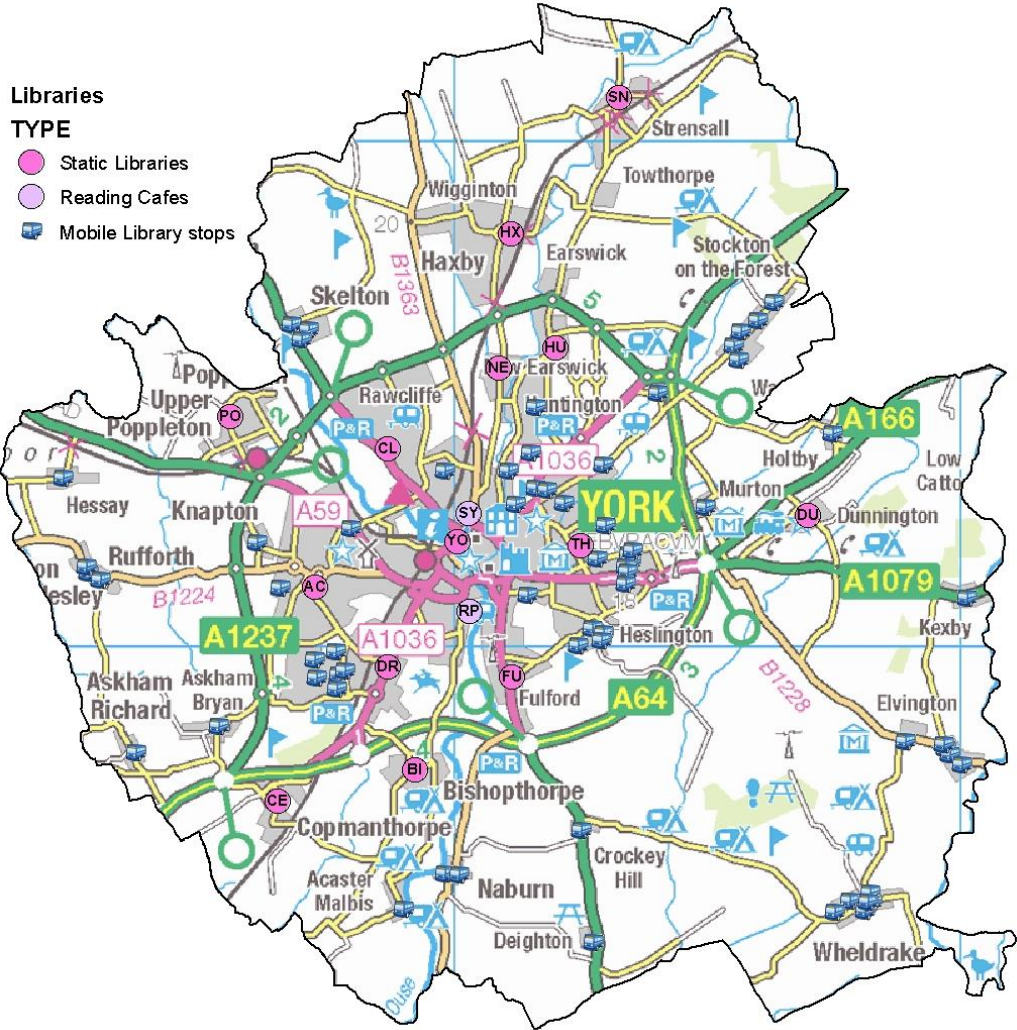 Libraries
TYPE
Static Libraries
Reading Cafes
Mobile Library stops
SN
Strensall
Towthorpe
Wigginton
20
HX
Haxby
Earswick
Stockton
on the Forest
B1363
Skelton
5
HU
NE
Earswick
Rawcliffe
Huntington
Upper
Poppleton
PO
2
P&R
P&R
CL
A1036
2
A166
Holtby
Low
Hessay
Knapton
A59
SY
YORK
Murton
DU
Dunnington
YO
TH
EVRACVM
Rufforth
B1224
AC
A1079
18
P&R
RP
Kexby
A1237
A1036
Heslington
DR
3
B1228
Askham
Richard
Askham
Bryan
4
FU
Fulford
A64
Elvington
P&R
4
P&R
BI
Bishopthorpe
CE
Copmanthorpe
Crockey
Hill
Acaster
Malbis
Naburn
Deighton
Wheldrake
Ouse